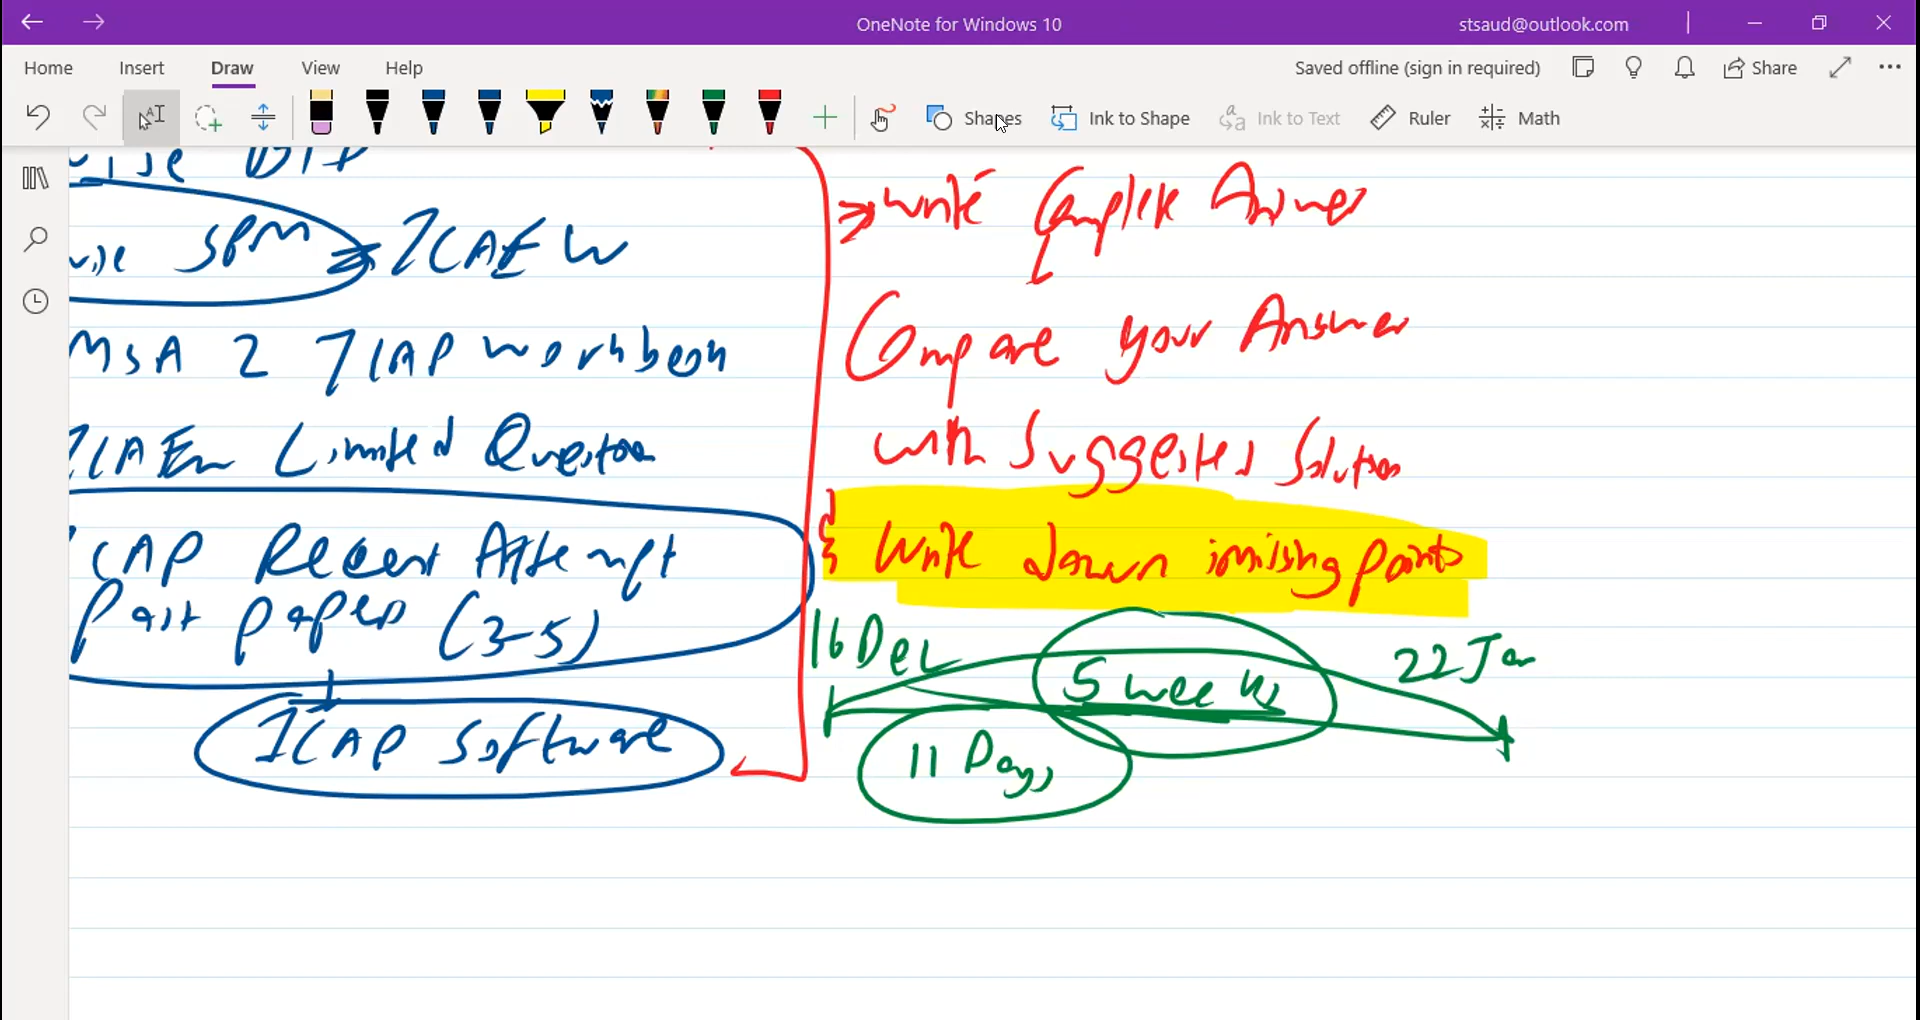 OneNote for Windows 10
stsaud@outlook.com
Home Insert Draw View Help
Saved offline (sign in required)
Share
Shapes
Ink to Shape
Ink to Text
Ruler
Math
SPM ICAEW
MSA 2 ICAP workbook
ICAEW Limited Question
ICAP Recent Attempt
Past papers (3-5)
ICAP Software
write Complete Answer
Compare your Answer
with Suggested Solution
Write down missing points
16 Dec
5 weeks
22 Jan
11 Days